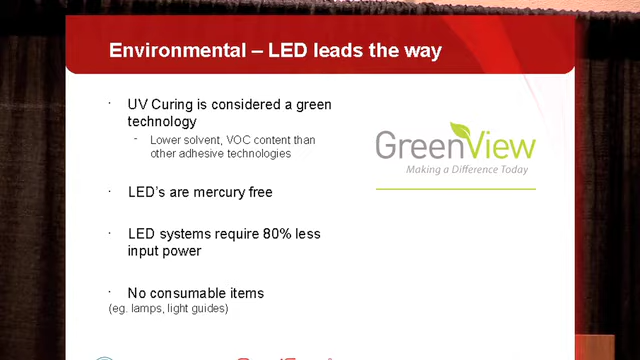 Environmental – LED leads the way
· UV Curing is considered a green
technology
- Lower solvent, VOC content than
other adhesive technologies
GreenView
Making a Difference Today
· LED’s are mercury free
· LED systems require 80% less
input power
· No consumable items
(eg. lamps, light guides)